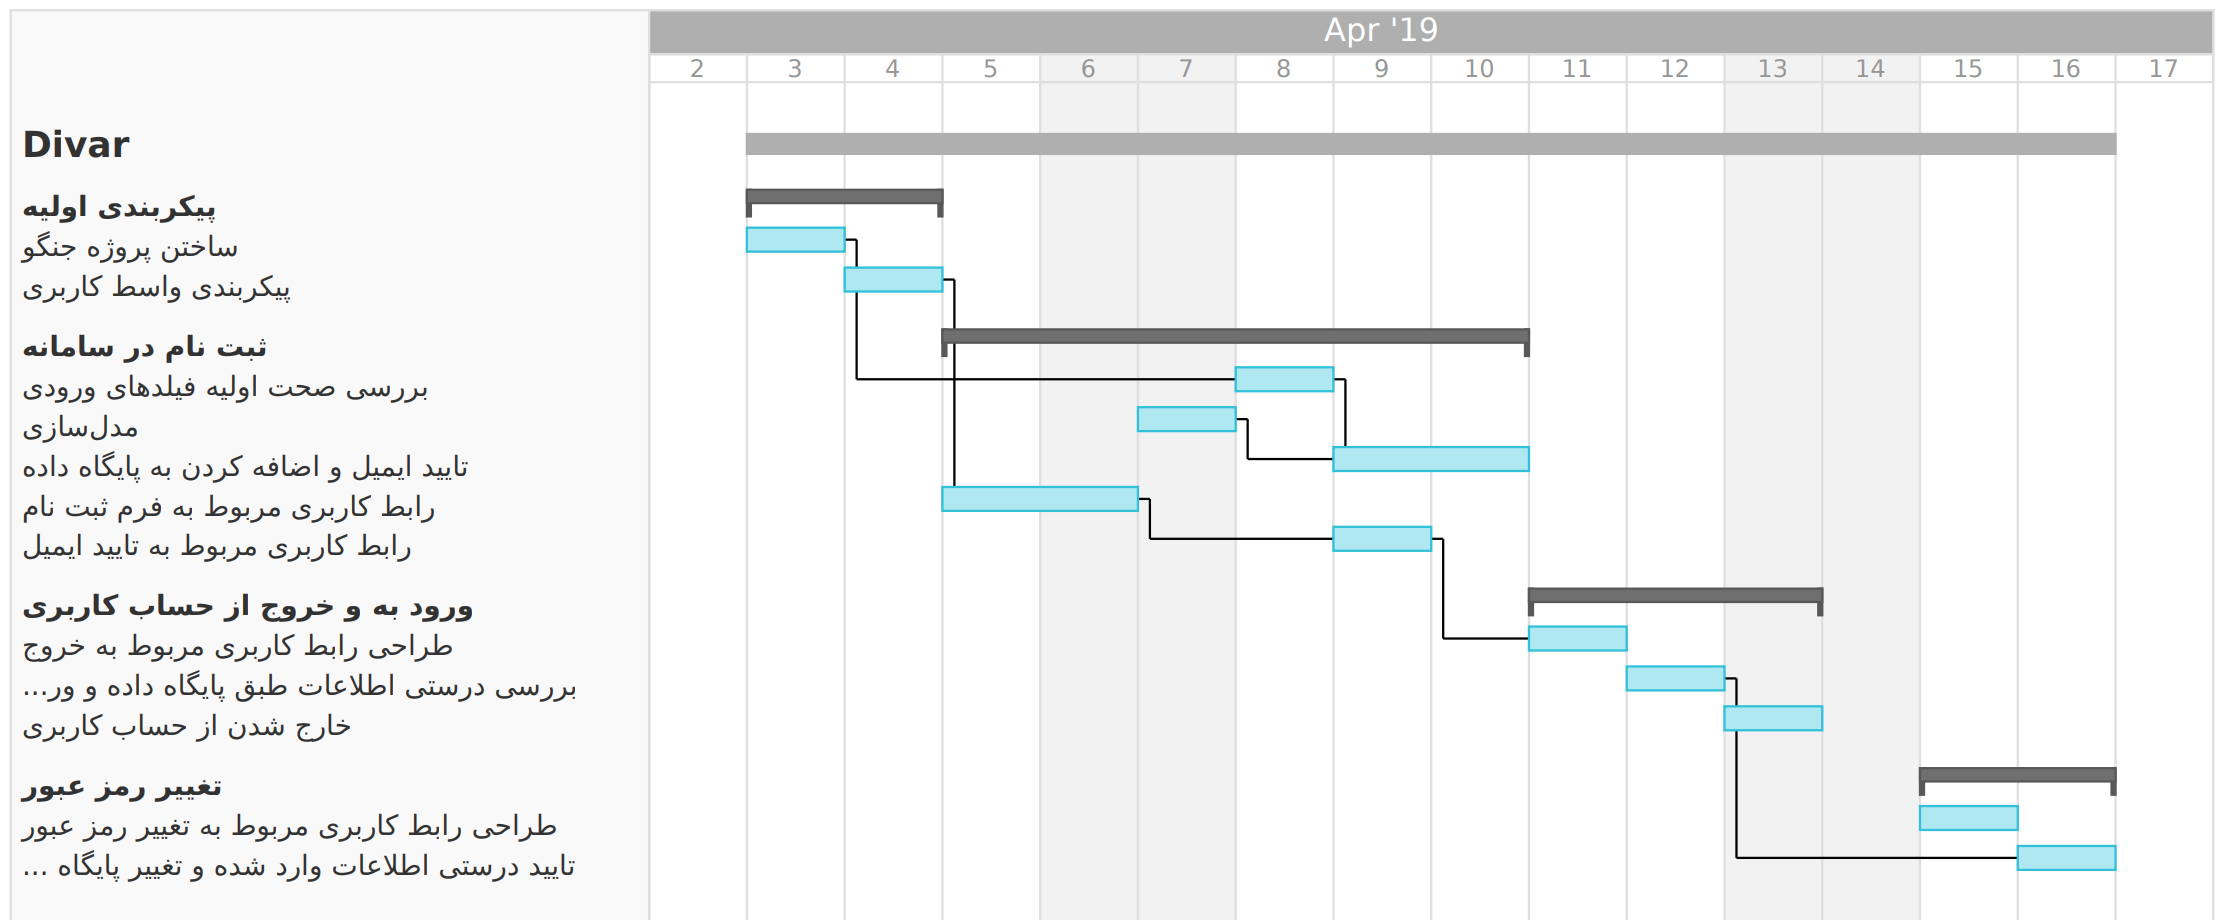 Apr '19
2 3 4 5 6 7 8 9 10 11 12 13 14 15 16 17
Divar
پیکربندی اولیه
ساختن پروژه جنگو
پیکربندی واسط کاربری
ثبت نام در سامانه
بررسی صحت اولیه فیلدهای ورودی
مدل‌سازی
تایید ایمیل و اضافه کردن به پایگاه داده
رابط کاربری مربوط به فرم ثبت نام
رابط کاربری مربوط به تایید ایمیل
ورود به و خروج از حساب کاربری
طراحی رابط کاربری مربوط به خروج
بررسی درستی اطلاعات طبق پایگاه داده و ور...
خارج شدن از حساب کاربری
تغییر رمز عبور
طراحی رابط کاربری مربوط به تغییر رمز عبور
تایید درستی اطلاعات وارد شده و تغییر پایگاه ...